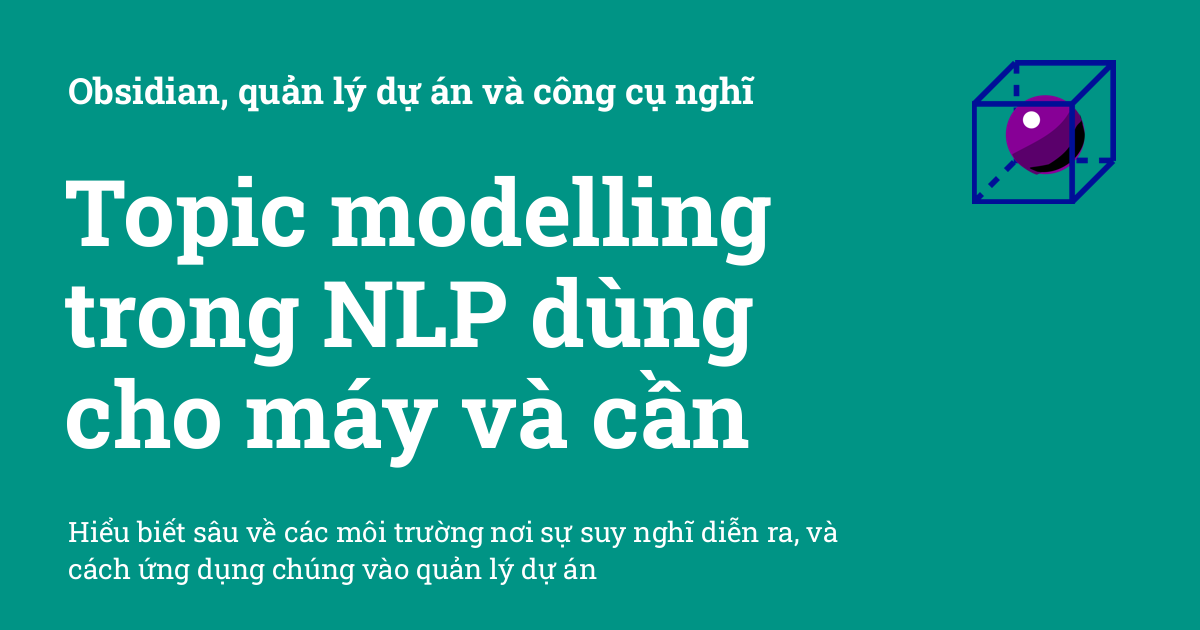 Obsidian, quản lý dự án và công cụ nghĩ
Topic modelling
trong NLP dùng
cho máy và cần
Hiểu biết sâu về các môi trường nơi sự suy nghĩ diễn ra, và
cách ứng dụng chúng vào quản lý dự án